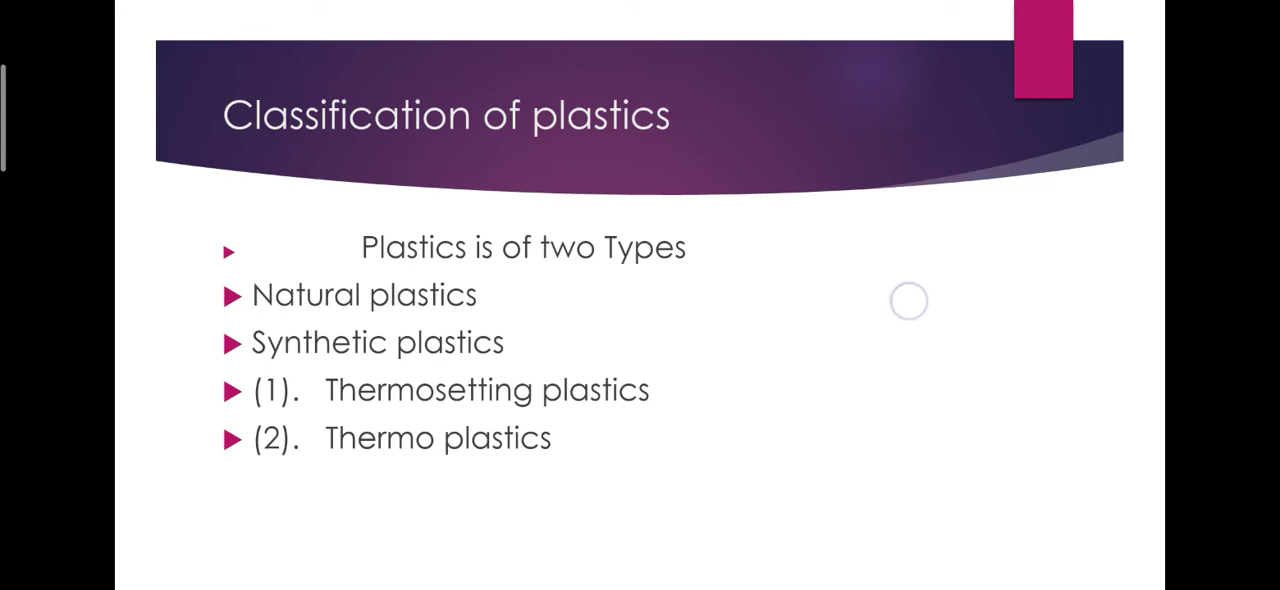 Classification of plastics
Plastics is of two Types
Natural plastics
Synthetic plastics
(1). Thermosetting plastics
(2). Thermo plastics